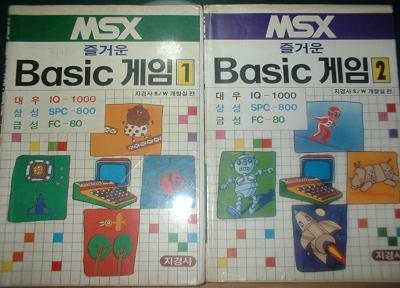 MSX
즐거운
Basic 게임 1
지경사 S/W 개발실 편
대우 IQ-1000
삼성 SPC-800
금성 FC-80
지경사
MSX
즐거운
Basic 게임 2
지경사 S/W 개발실 편
대우 IQ-1000
삼성 SPC-800
금성 FC-80
지경사